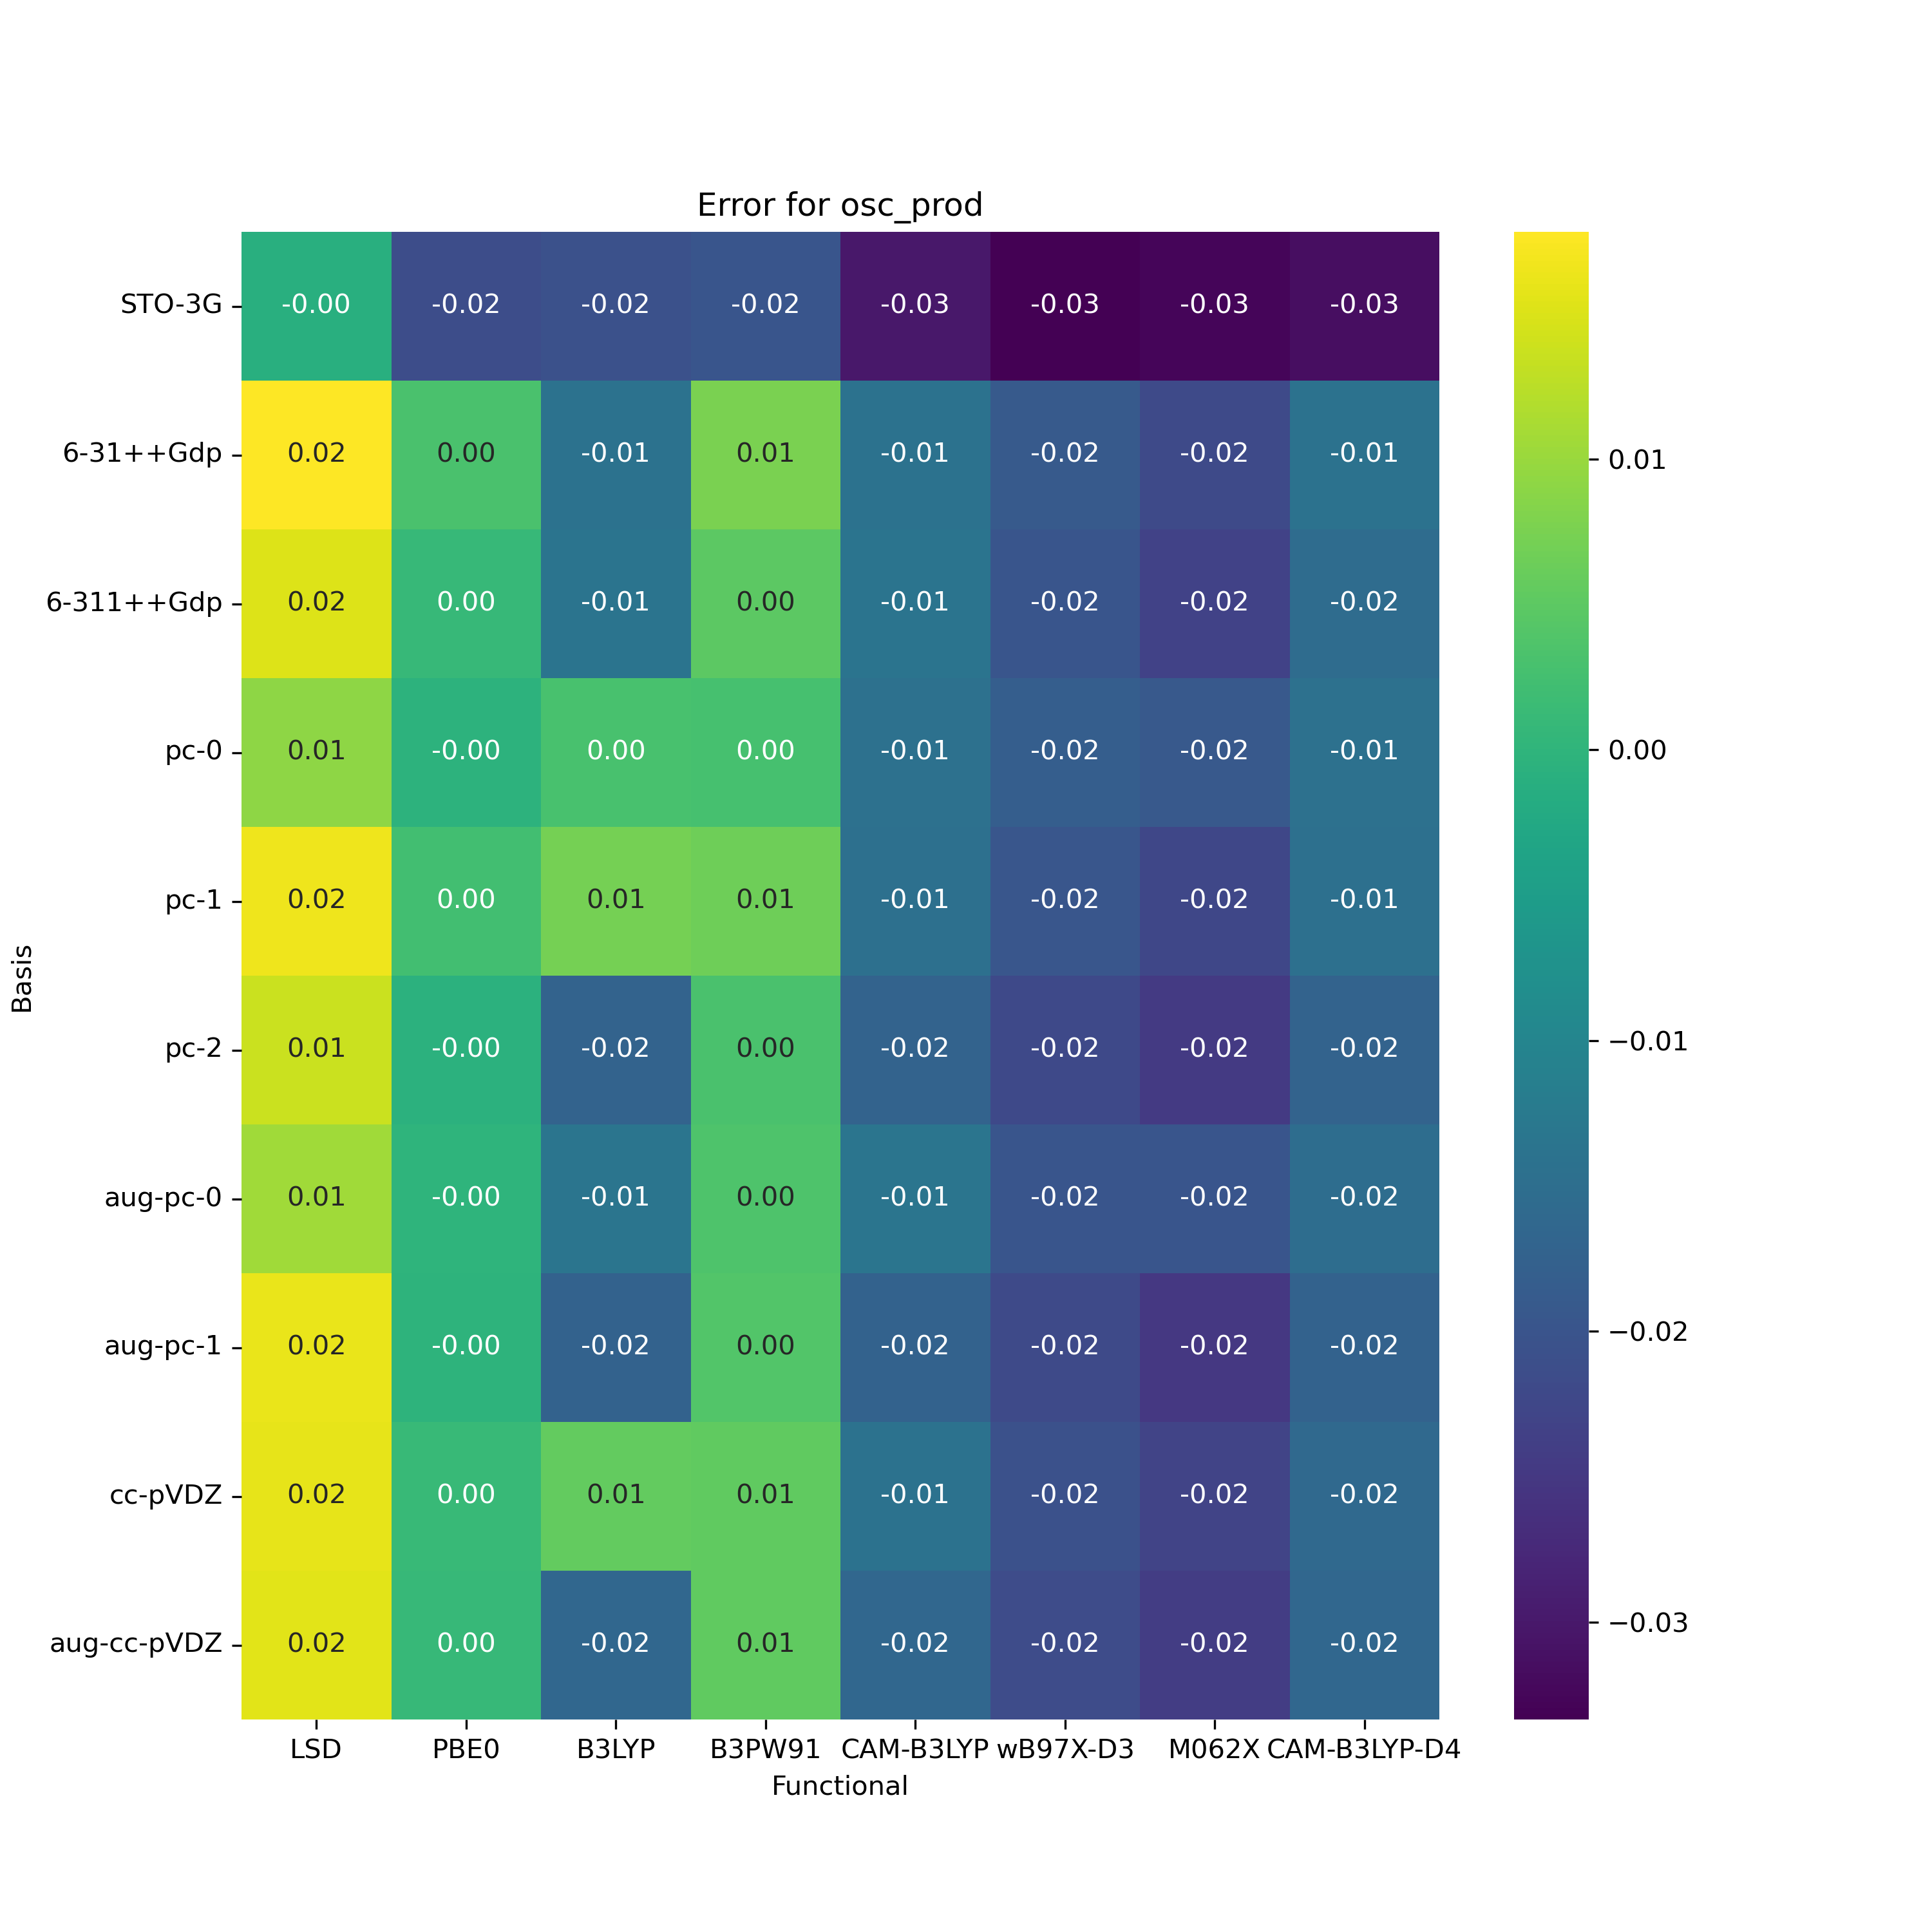 Error for osc_prod
STO-3G -0.00 -0.02 -0.02 -0.02 -0.03 -0.03 -0.03 -0.03
6-31++Gdp 0.02 0.00 -0.01 0.01 -0.01 -0.02 -0.02 -0.01
6-311++Gdp 0.02 0.00 -0.01 0.00 -0.01 -0.02 -0.02 -0.02
pc-0 0.01 -0.00 0.00 0.00 -0.01 -0.02 -0.02 -0.01
pc-1 0.02 0.00 0.01 0.01 -0.01 -0.02 -0.02 -0.01
pc-2 0.01 -0.00 -0.02 0.00 -0.02 -0.02 -0.02 -0.02
aug-pc-0 0.01 -0.00 -0.01 0.00 -0.01 -0.02 -0.02 -0.02
aug-pc-1 0.02 -0.00 -0.02 0.00 -0.02 -0.02 -0.02 -0.02
cc-pVDZ 0.02 0.00 0.01 0.01 -0.01 -0.02 -0.02 -0.02
aug-cc-pVDZ 0.02 0.00 -0.02 0.01 -0.02 -0.02 -0.02 -0.02
LSD PBE0 B3LYP B3PW91 CAM-B3LYP wB97X-D3 M062X CAM-B3LYP-D4
Functional
Basis
0.01
0.00
−0.01
−0.02
−0.03